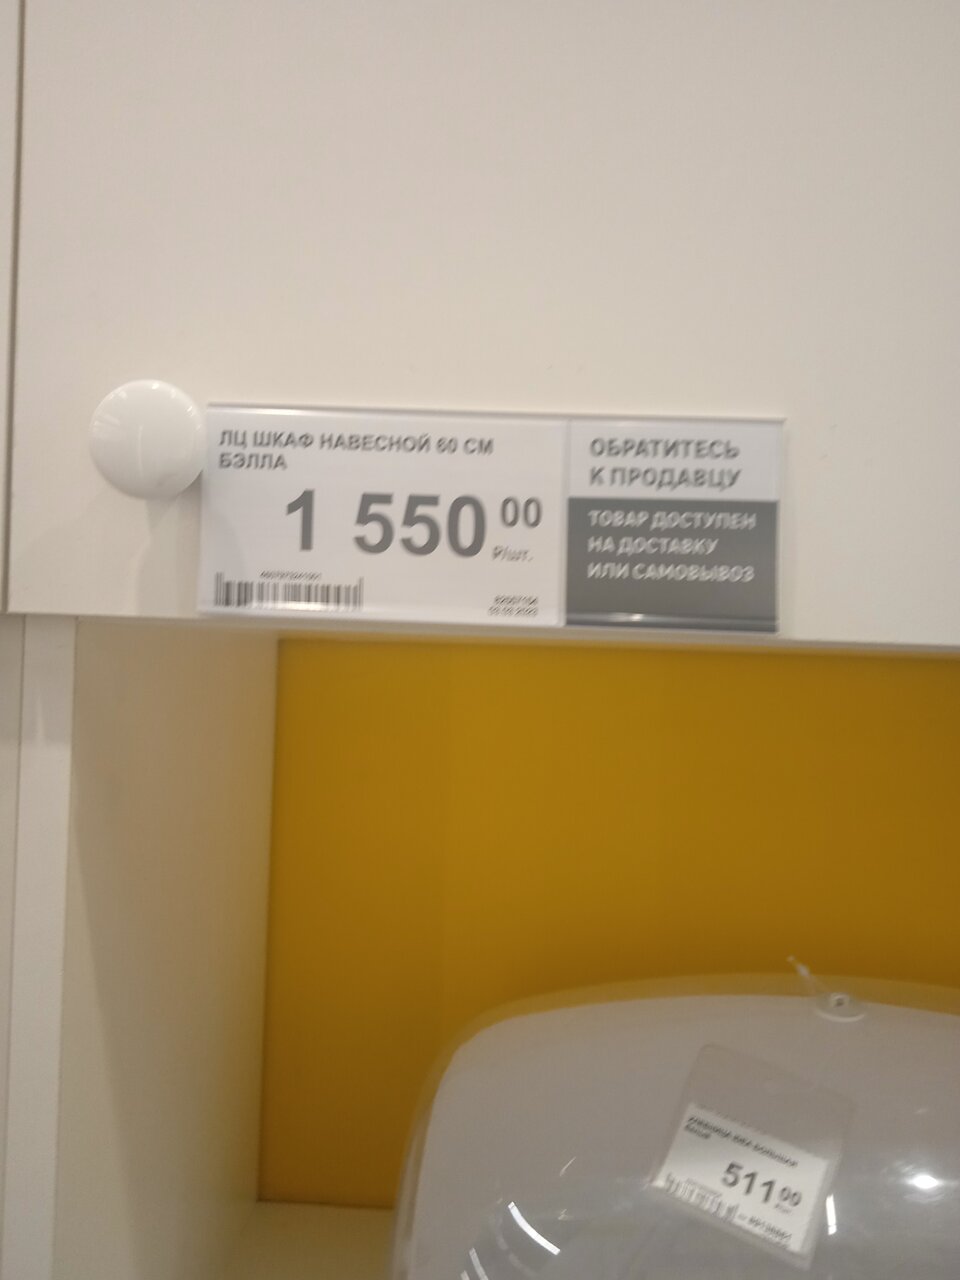 ЛЦ ШКАФ НАВЕСНОЙ 60 СМ
БЭЛЛА
1 550 00
₽/шт.
ОБРАТИТЕСЬ
К ПРОДАВЦУ
ТОВАР ДОСТУПЕН
НА ДОСТАВКУ
ИЛИ САМОВЫВОЗ
511 00